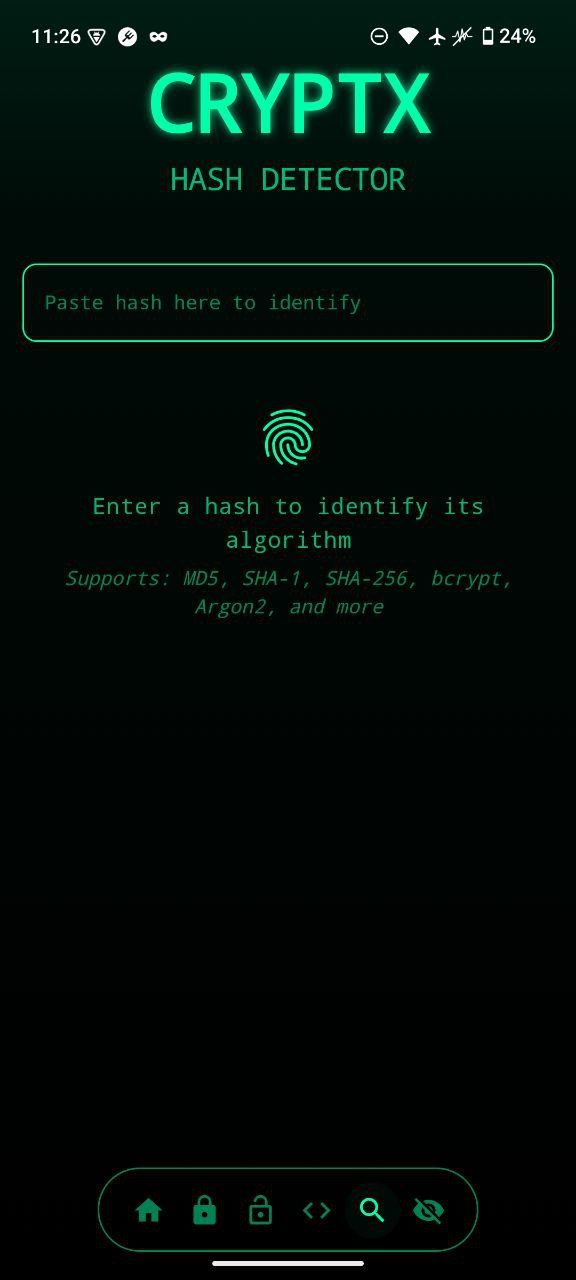 11:26 24%
CRYPTX
HASH DETECTOR
Paste hash here to identify
Enter a hash to identify its
algorithm
Supports: MD5, SHA-1, SHA-256, bcrypt,
Argon2, and more